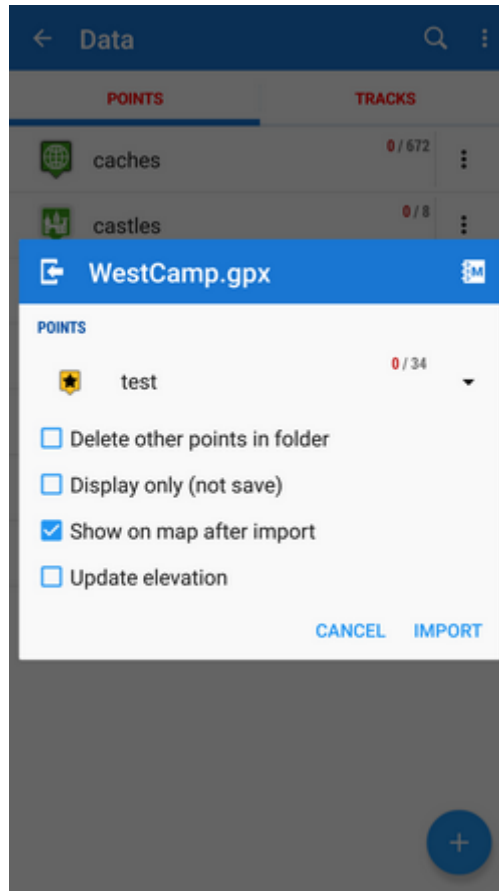 Data
POINTS TRACKS
caches 0 / 672
castles 0 / 8
WestCamp.gpx
POINTS
test 0 / 34
Delete other points in folder
Display only (not save)
Show on map after import
Update elevation
CANCEL IMPORT